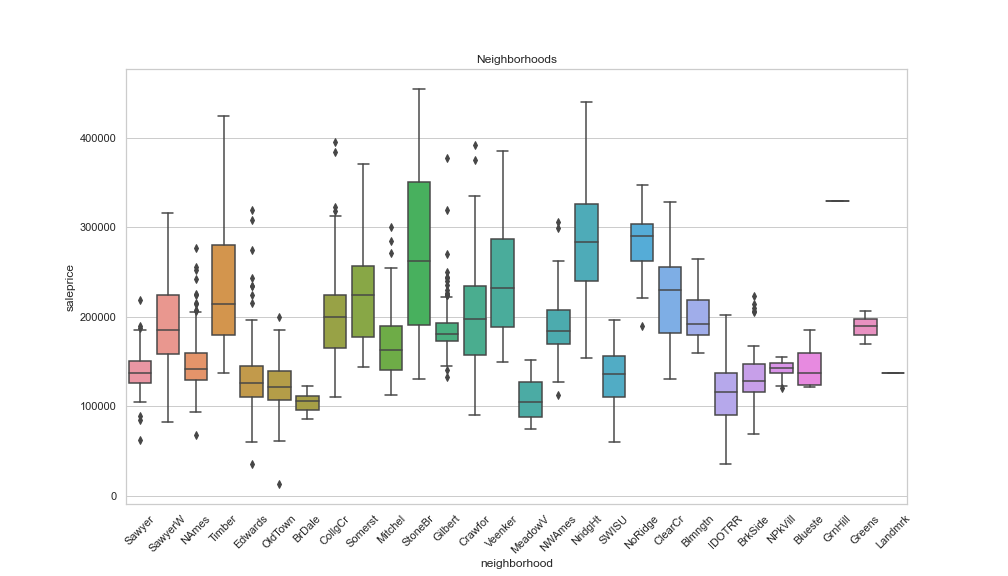 Neighborhoods
saleprice
400000
300000
200000
100000
0
Sawyer
SawyerW
NAmes
Timber
Edwards
OldTown
BrDale
CollgCr
Somerst
Mitchel
StoneBr
Gilbert
Crawfor
Veenker
MeadowV
NWAmes
NridgHt
SWISU
NoRidge
ClearCr
Blmngtn
IDOTRR
BrkSide
NPkVill
Blueste
GrnHill
Greens
Landmrk
neighborhood